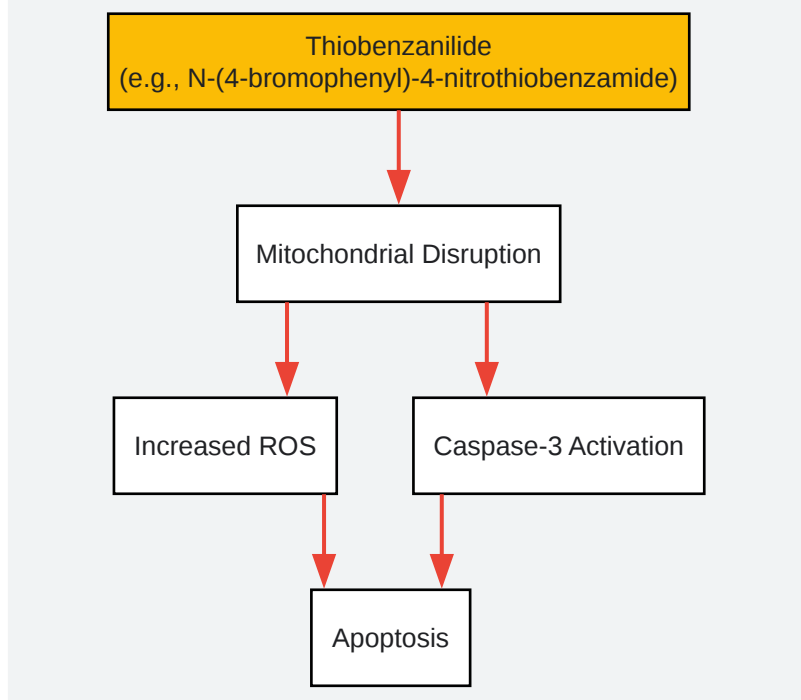 Thiobenzanilide
(e.g., N-(4-bromophenyl)-4-nitrothiobenzamide)
Mitochondrial Disruption
Increased ROS
Caspase-3 Activation
Apoptosis